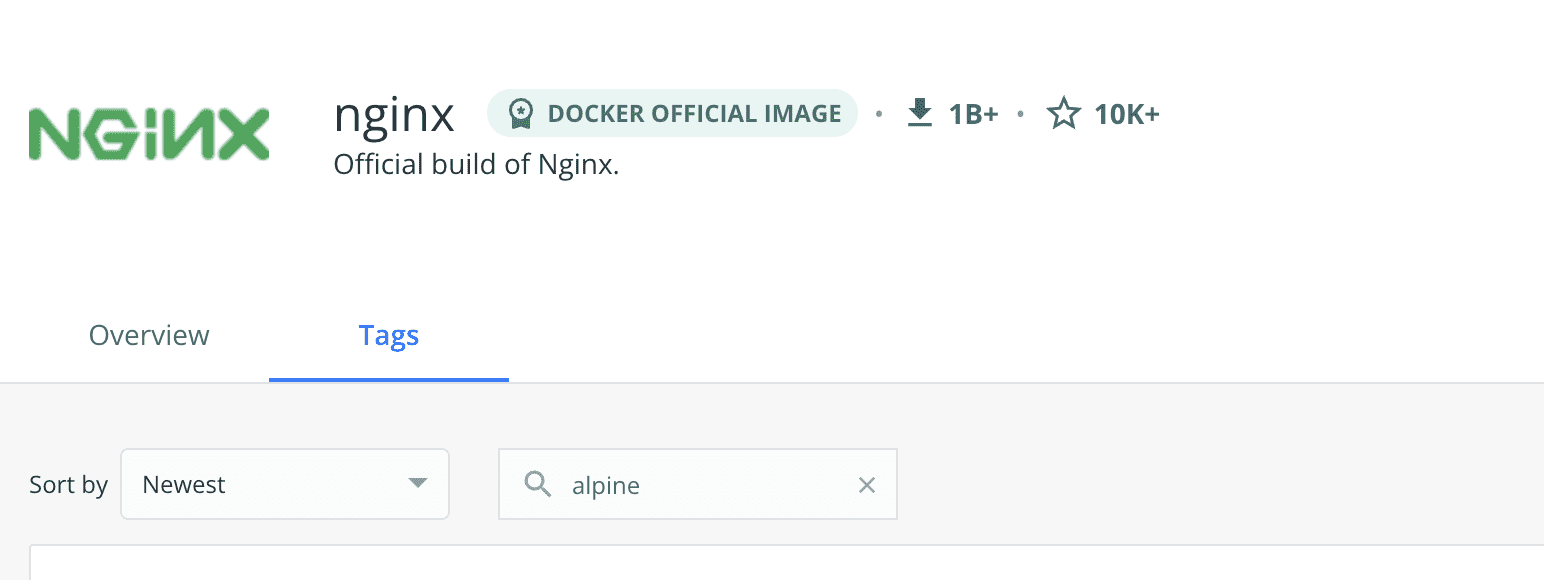 NGINX
nginx DOCKER OFFICIAL IMAGE • 1B+ • 10K+
Official build of Nginx.
Overview Tags
Sort by Newest alpine